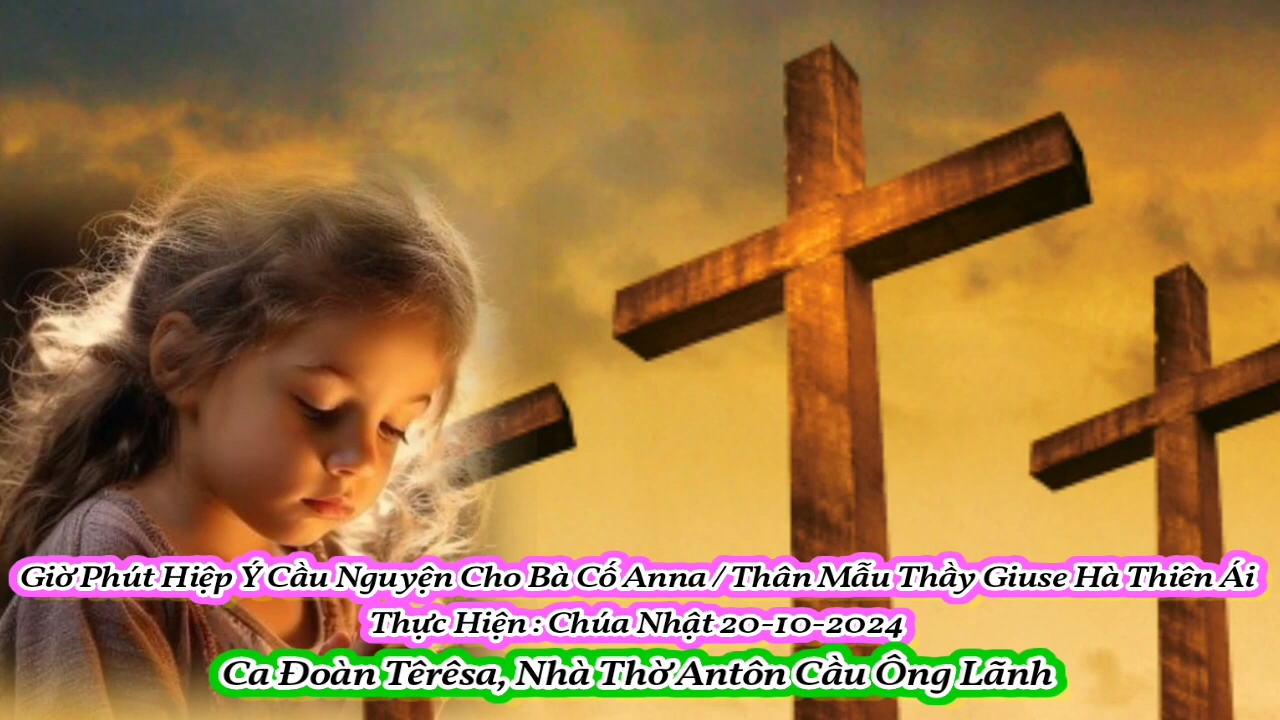 Giờ Phút Hiệp Ý Cầu Nguyện Cho Bà Cố Anna / Thân Mẫu Thầy Giuse Hà Thiên Ái
Thực Hiện : Chúa Nhật 20-10-2024
Ca Đoàn Têrêsa, Nhà Thờ Antôn Cầu Ông Lãnh